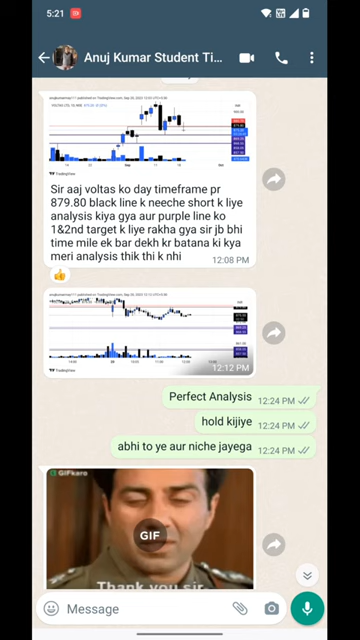 5:21
Anuj Kumar Student Ti...
TradingView
Sir aaj voltas ko day timeframe pr
879.80 black line k neeche short k liye
analysis kiya gya aur purple line ko
1&2nd target k liye rakha gya sir jb bhi
time mile ek bar dekh kr batana ki kya
meri analysis thik thi k nhi
12:08 PM
TradingView
12:12 PM
Perfect Analysis 12:24 PM
hold kijiye 12:24 PM
abhi to ye aur niche jayega 12:24 PM
GIFkaro
GIF
Thank you sir
Message